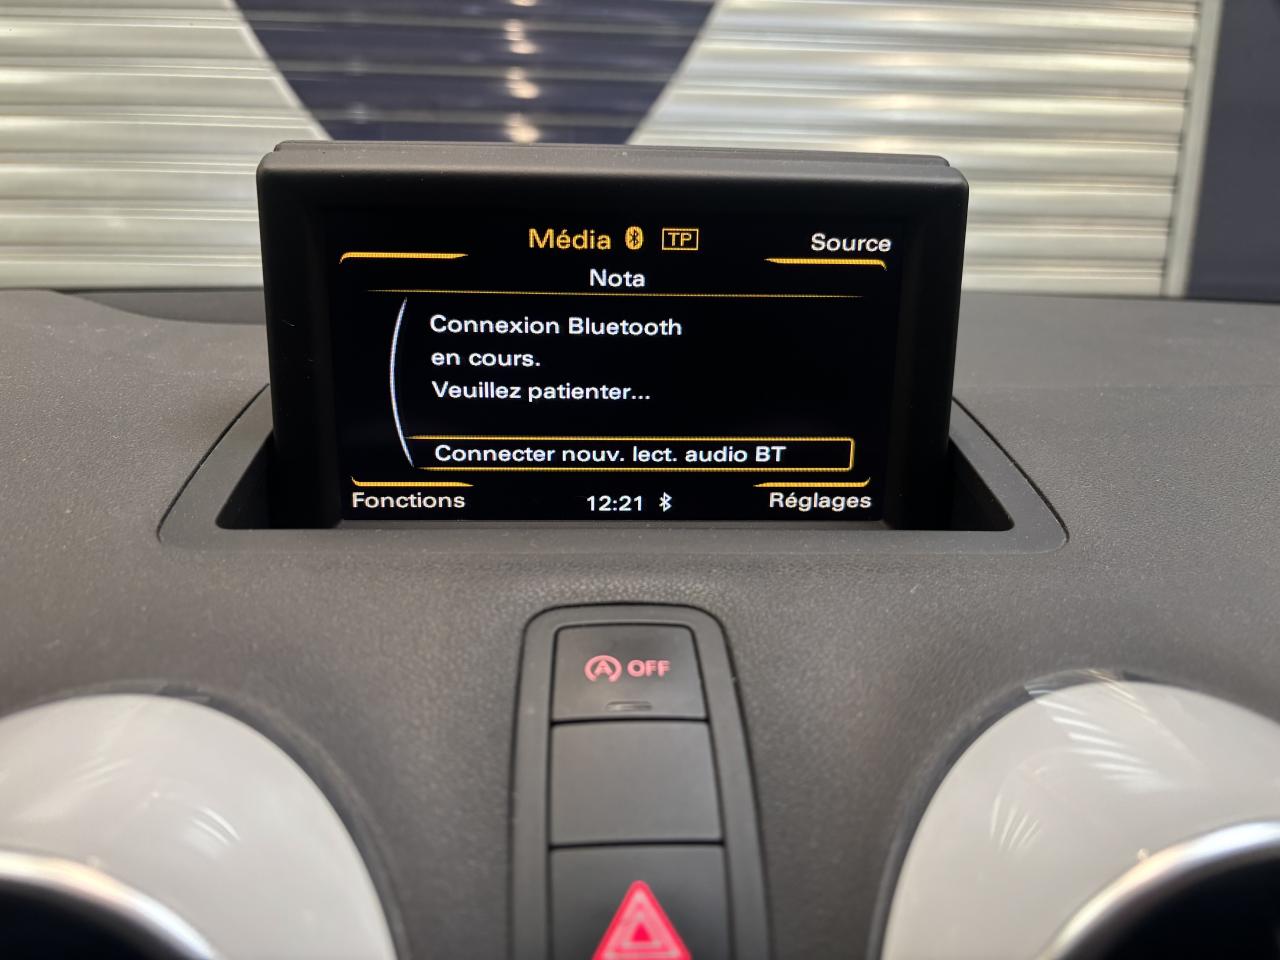 Média TP
Source
Nota
Connexion Bluetooth
en cours.
Veuillez patienter...
Connecter nouv. lect. audio BT
Fonctions 12:21 Réglages
A OFF